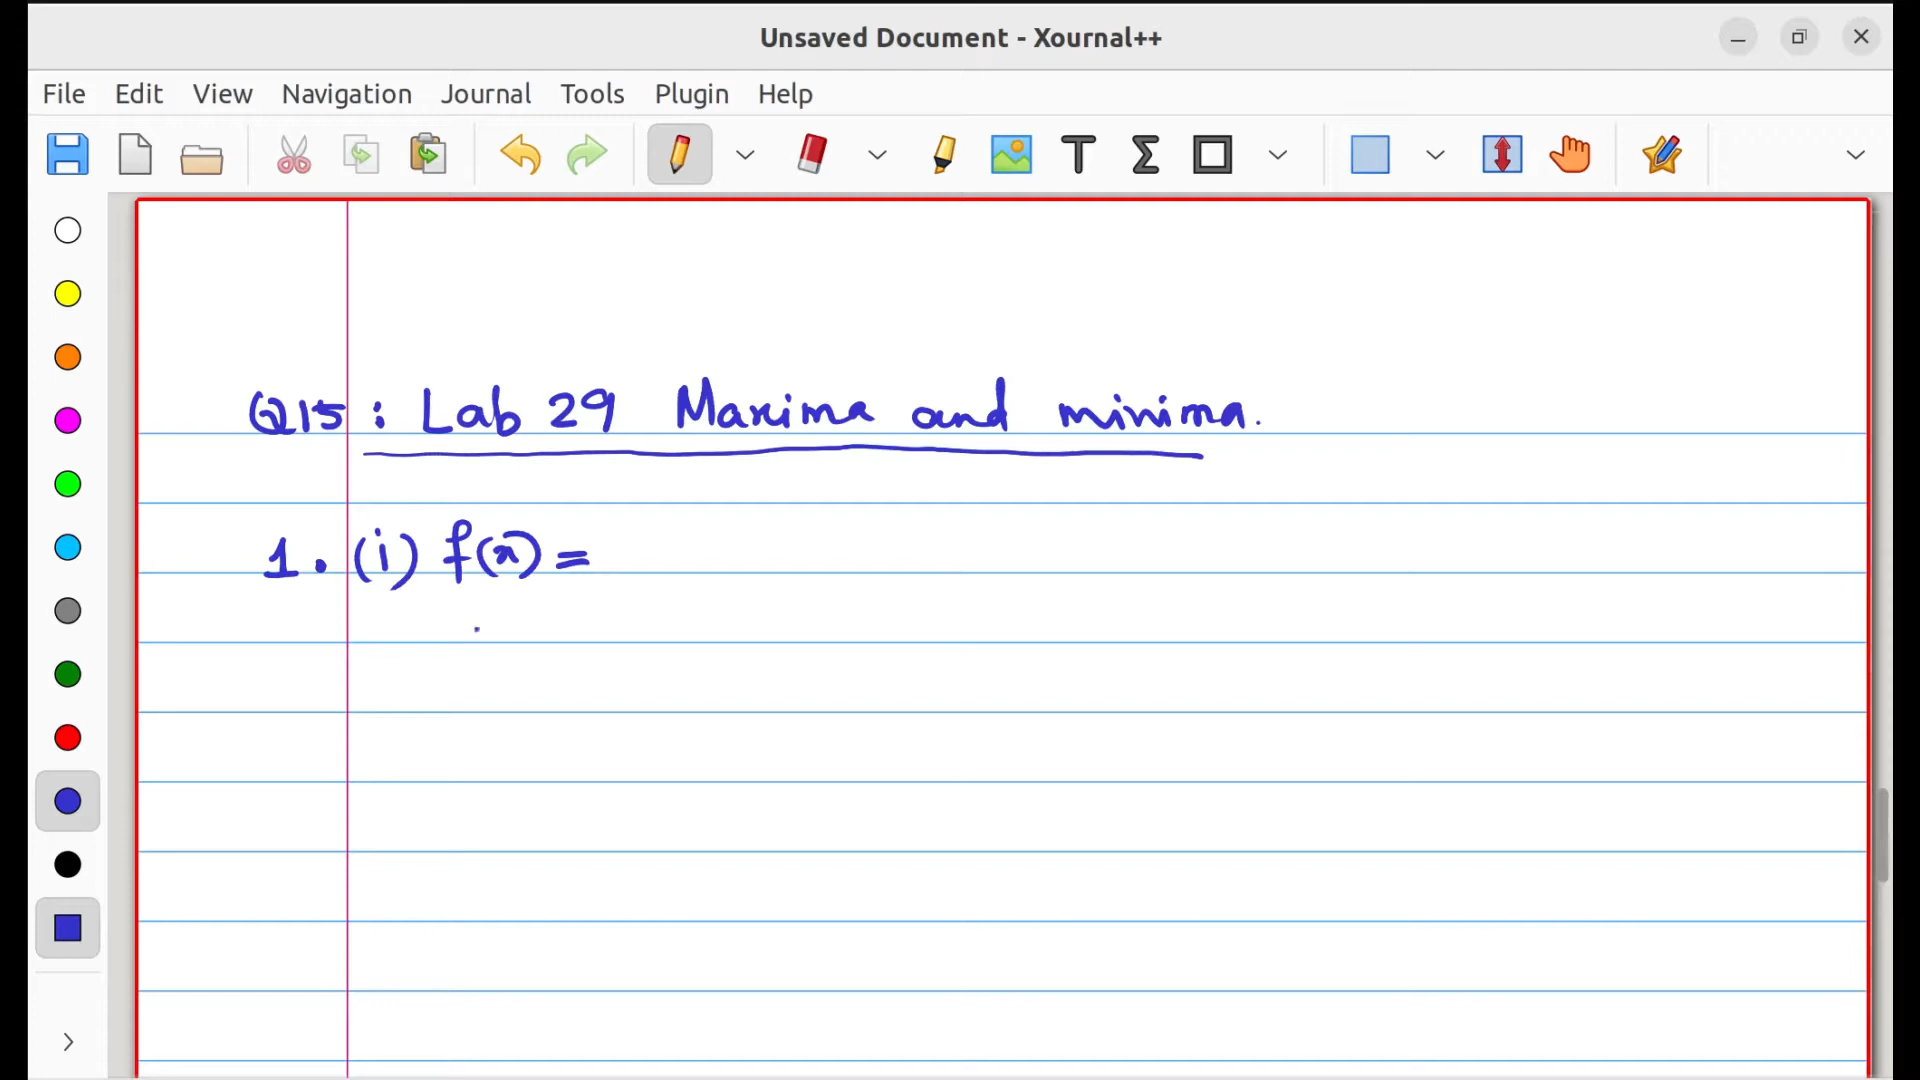 Unsaved Document - Xournal++
File Edit View Navigation Journal Tools Plugin Help
Q15 : Lab 29 Maxima and minima.
1. (i) f(x) =